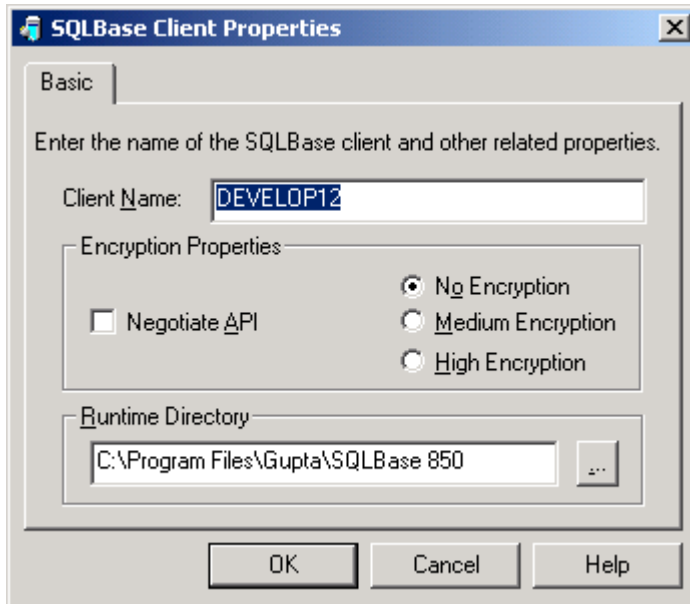 SQLBase Client Properties
Basic
Enter the name of the SQLBase client and other related properties.
Client Name: DEVELOP12
Encryption Properties
No Encryption
Negotiate API
Medium Encryption
High Encryption
Runtime Directory
C:\Program Files\Gupta\SQLBase 850
...
OK Cancel Help